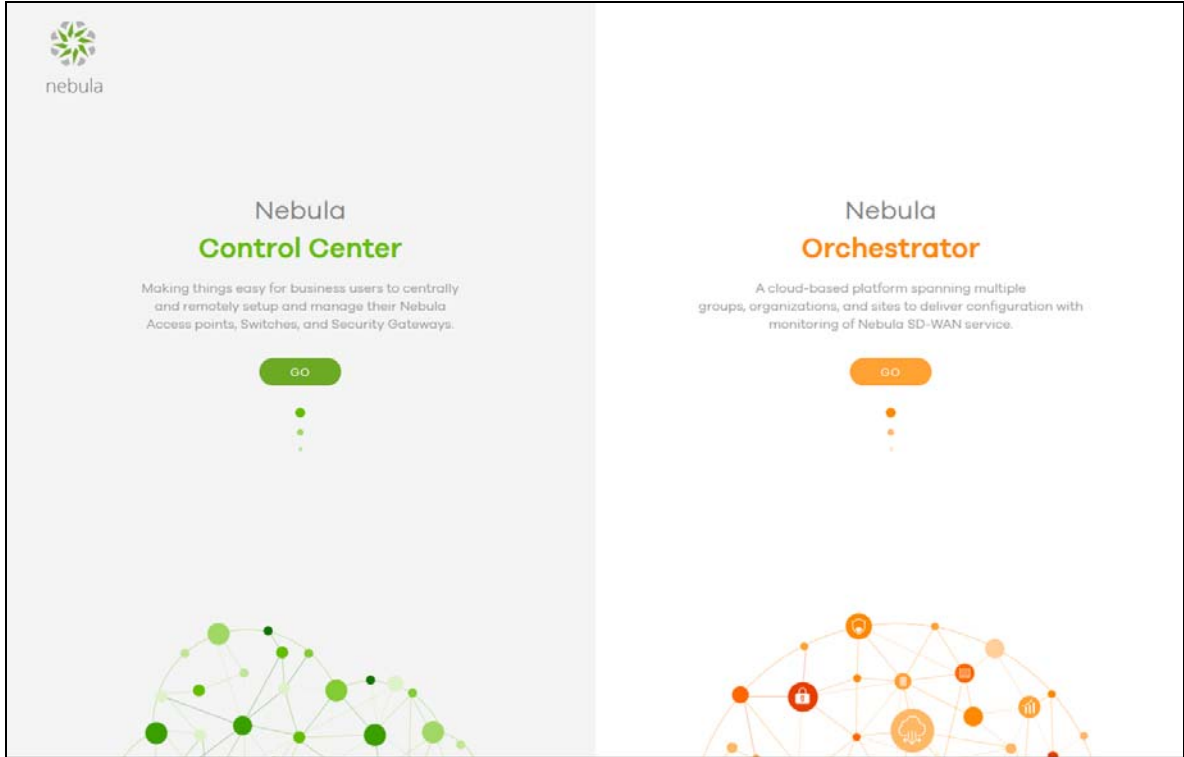 nebula
Nebula
Control Center
Making things easy for business users to centrally
and remotely setup and manage their Nebula
Access points, Switches, and Security Gateways.
GO
Nebula
Orchestrator
A cloud-based platform spanning multiple
groups, organizations, and sites to deliver configuration with
monitoring of Nebula SD-WAN service.
GO